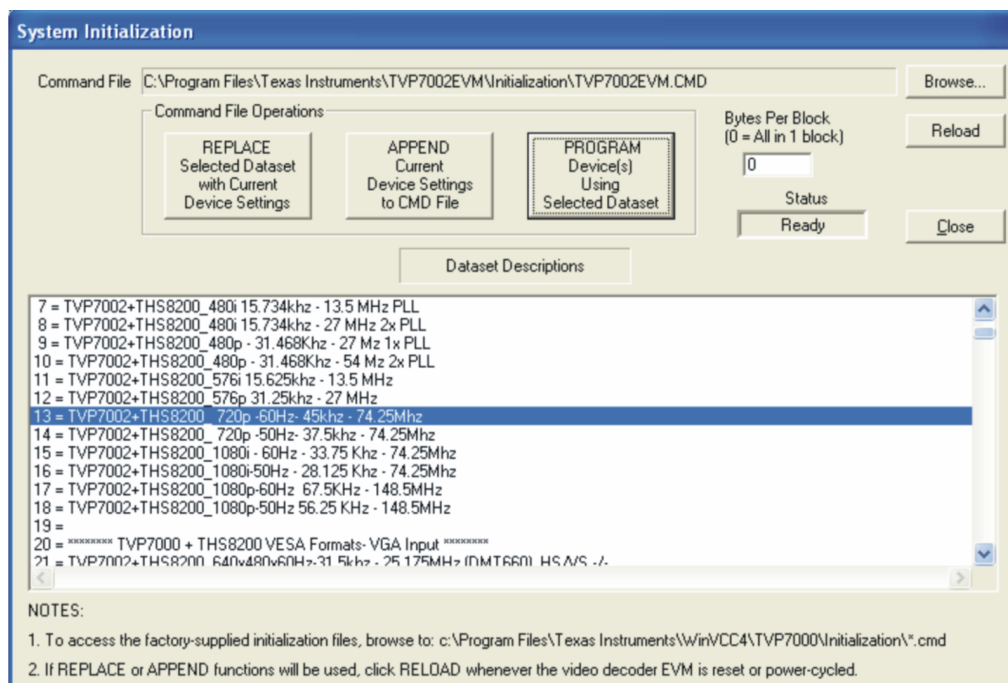 System Initialization
Command File C:\Program Files\Texas Instruments\TVP7002EVM\Initialization\TVP7002EVM.CMD Browse...
Command File Operations
REPLACE
Selected Dataset
with Current
Device Settings
APPEND
Current
Device Settings
to CMD File
PROGRAM
Device(s)
Using
Selected Dataset
Bytes Per Block
(0 = All in 1 block)
0
Reload
Status
Ready
Close
Dataset Descriptions
7 = TVP7002+THS8200_480i 15.734khz - 13.5 MHz PLL
8 = TVP7002+THS8200_480i 15.734khz - 27 MHz 2x PLL
9 = TVP7002+THS8200_480p - 31.468Khz - 27 Mz 1x PLL
10 = TVP7002+THS8200_480p - 31.468Khz - 54 Mz 2x PLL
11 = TVP7002+THS8200_576i 15.625khz - 13.5 MHz
12 = TVP7002+THS8200_576p 31.25khz - 27 MHz
13 = TVP7002+THS8200_ 720p -60Hz- 45khz - 74.25Mhz
14 = TVP7002+THS8200_ 720p -50Hz- 37.5khz - 74.25Mhz
15 = TVP7002+THS8200_1080i - 60Hz - 33.75 Khz - 74.25Mhz
16 = TVP7002+THS8200_1080i-50Hz - 28.125 Khz - 74.25Mhz
17 = TVP7002+THS8200_1080p-60Hz  67.5KHz - 148.5MHz
18 = TVP7002+THS8200_1080p-50Hz 56.25 KHz - 148.5MHz
19 =
20 = ******** TVP7000 + THS8200 VESA Formats- VGA Input ********
21 = TVP7002+THS8200_640x480x60Hz-31.5khz - 25.175MHz (DMT660), HS/VS -/-
NOTES:
1. To access the factory-supplied initialization files, browse to: c:\Program Files\Texas Instruments\WinVCC4\TVP7000\Initialization\*.cmd
2. If REPLACE or APPEND functions will be used, click RELOAD whenever the video decoder EVM is reset or power-cycled.